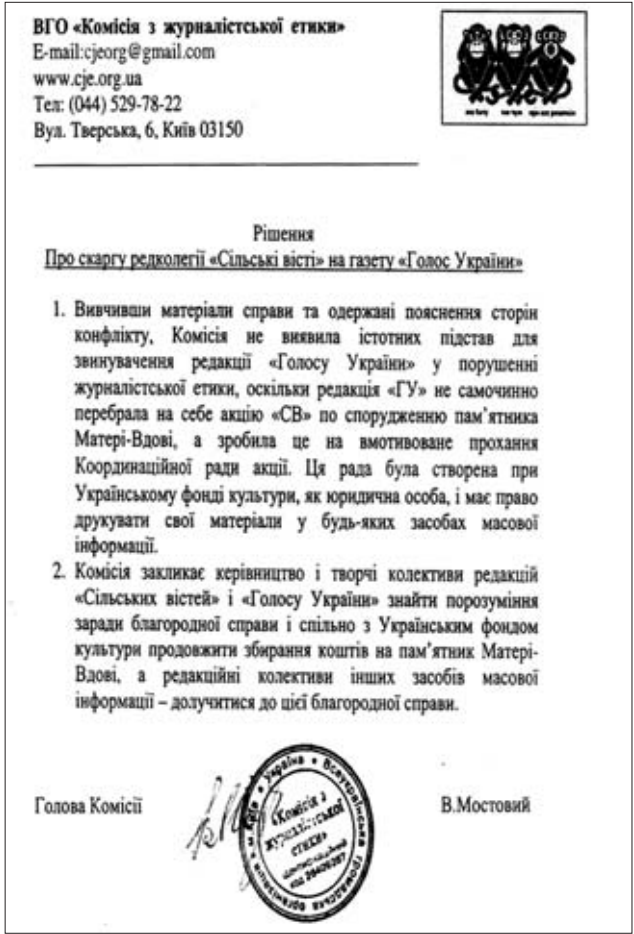 ВГО «Комісія з журналістської етики»
E-mail:cjeorg@gmail.com
www.cje.org.ua
Тел: (044) 529-78-22
Вул. Тверська, 6, Київ 03150
Рішення
Про скаргу редколегії «Сільські вісті» на газету «Голос України»
1. Вивчивши матеріали справи та одержані пояснення сторін
конфлікту, Комісія не виявила істотних підстав для
звинувачення редакції «Голосу України» у порушенні
журналістської етики, оскільки редакція «ГУ» не самочинно
перебрала на себе акцію «СВ» по спорудженню пам’ятника
Матері-Вдові, а зробила це на вмотивоване прохання
Координаційної ради акції. Ця рада була створена при
Українському фонді культури, як юридична особа, і має право
друкувати свої матеріали у будь-яких засобах масової
інформації.
2. Комісія закликає керівництво і творчі колективи редакцій
«Сільських вістей» і «Голосу України» знайти порозуміння
заради благородної справи і спільно з Українським фондом
культури продовжити збирання коштів на пам’ятник Матері-
Вдові, а редакційні колективи інших засобів масової
інформації – долучитися до цієї благородної справи.
Голова Комісії
В.Мостовий
Україна * Всеукраїнська громадська організація * м.Київ *
«Комісія з
журналістської
етики»